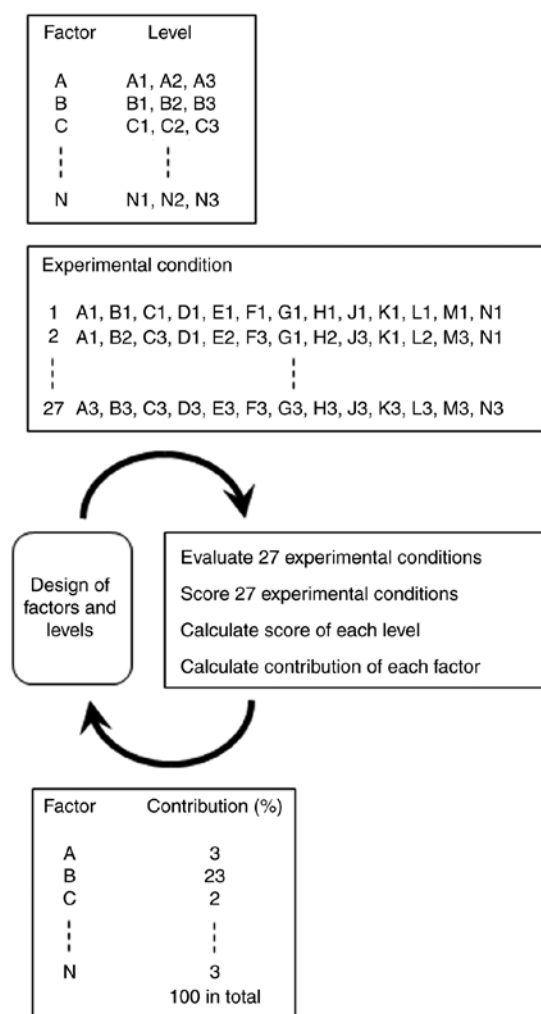 Factor Level
A A1, A2, A3
B B1, B2, B3
C C1, C2, C3
N N1, N2, N3
Experimental condition
1 A1, B1, C1, D1, E1, F1, G1, H1, J1, K1, L1, M1, N1
2 A1, B2, C3, D1, E2, F3, G1, H2, J3, K1, L2, M3, N1
27 A3, B3, C3, D3, E3, F3, G3, H3, J3, K3, L3, M3, N3
Design of
factors and
levels
Evaluate 27 experimental conditions
Score 27 experimental conditions
Calculate score of each level
Calculate contribution of each factor
Factor Contribution (%)
A 3
B 23
C 2
N 3
100 in total